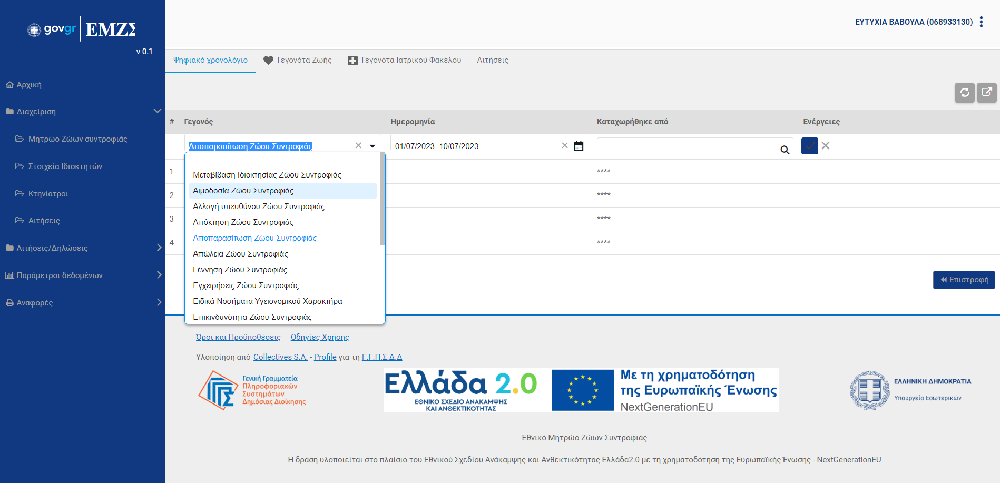 govgr ΕΜΖΣ
v 0.1
ΕΥΤΥΧΙΑ ΒΑΒΟΥΛΑ (068933130)
Αρχική
Διαχείριση
Μητρώο Ζώων συντροφιάς
Στοιχεία Ιδιοκτητών
Κτηνίατροι
Αιτήσεις
Αιτήσεις/Δηλώσεις
Παράμετροι δεδομένων
Αναφορές
Ψηφιακό χρονολόγιο Γεγονότα Ζωής Γεγονότα Ιατρικού Φακέλου Αιτήσεις
# Γεγονός Ημερομηνία Καταχωρήθηκε από Ενέργειες
Αποπαρασίτωση Ζώου Συντροφιάς 01/07/2023..10/07/2023
1 ****
2 ****
3 ****
4 ****
Μεταβίβαση Ιδιοκτησίας Ζώου Συντροφιάς
Αιμοδοσία Ζώου Συντροφιάς
Αλλαγή υπευθύνου Ζώου Συντροφιάς
Απόκτηση Ζώου Συντροφιάς
Αποπαρασίτωση Ζώου Συντροφιάς
Απώλεια Ζώου Συντροφιάς
Γέννηση Ζώου Συντροφιάς
Εγχειρήσεις Ζώου Συντροφιάς
Ειδικά Νοσήματα Υγειονομικού Χαρακτήρα
Επικινδυνότητα Ζώου Συντροφιάς
Επιστροφή
Όροι και Προϋποθέσεις Οδηγίες Χρήσης
Υλοποίηση από Collectives S.A. - Profile για τη Γ.Γ.Π.Σ.Δ.Δ
Γενική Γραμματεία
Πληροφοριακών
Συστημάτων
Δημόσιας Διοίκησης
Ελλάδα 2.0
ΕΘΝΙΚΟ ΣΧΕΔΙΟ ΑΝΑΚΑΜΨΗΣ
ΚΑΙ ΑΝΘΕΚΤΙΚΟΤΗΤΑΣ
Με τη χρηματοδότηση
της Ευρωπαϊκής Ένωσης
NextGenerationEU
ΕΛΛΗΝΙΚΗ ΔΗΜΟΚΡΑΤΙΑ
Υπουργείο Εσωτερικών
Εθνικό Μητρώο Ζώων Συντροφιάς
Η δράση υλοποιείται στο πλαίσιο του Εθνικού Σχεδίου Ανάκαμψης και Ανθεκτικότητας Ελλάδα2.0 με τη χρηματοδότηση της Ευρωπαϊκής Ένωσης - NextGenerationEU